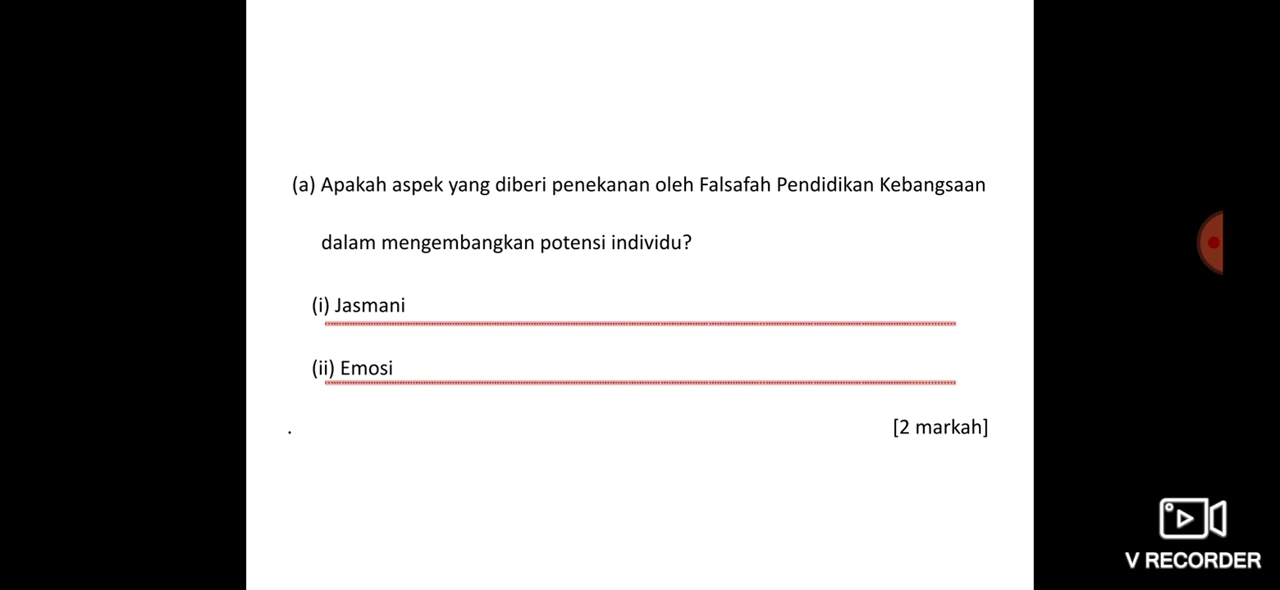 (a) Apakah aspek yang diberi penekanan oleh Falsafah Pendidikan Kebangsaan
dalam mengembangkan potensi individu?
(i) Jasmani
(ii) Emosi
. [2 markah]
V RECORDER